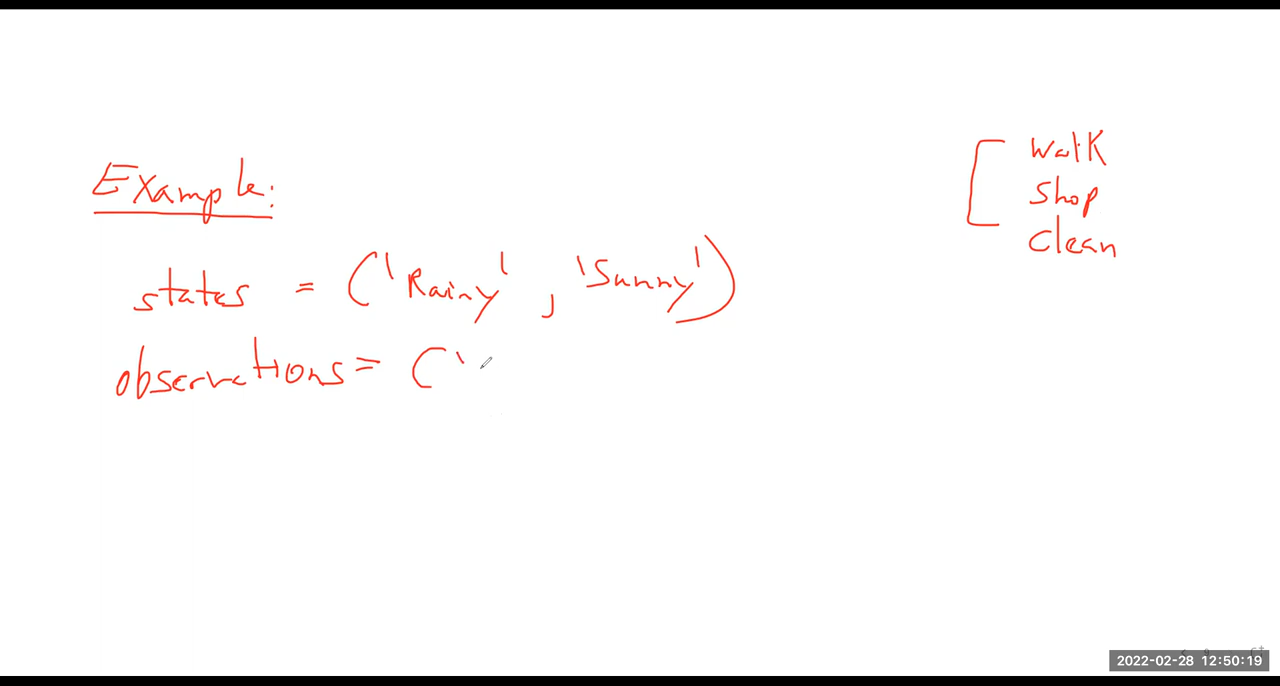 Example:
states = ('Rainy', 'Sunny')
observations = ('
Walk
Shop
Clean
2022-02-28 12:50:19